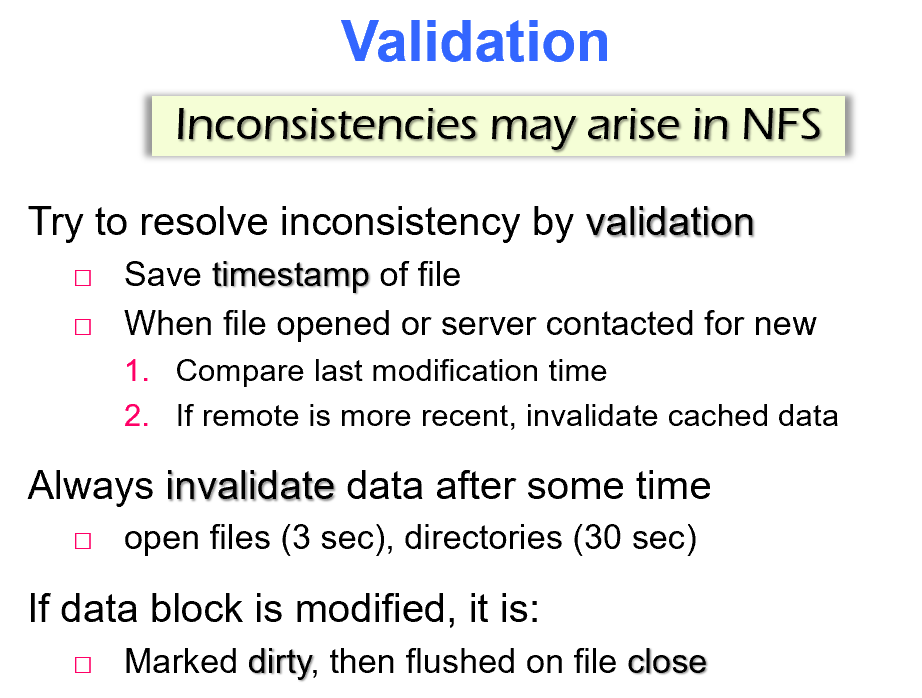 Validation
Inconsistencies may arise in NFS
Try to resolve inconsistency by validation
□ Save timestamp of file
□ When file opened or server contacted for new
1. Compare last modification time
2. If remote is more recent, invalidate cached data
Always invalidate data after some time
□ open files (3 sec), directories (30 sec)
If data block is modified, it is:
□ Marked dirty, then flushed on file close